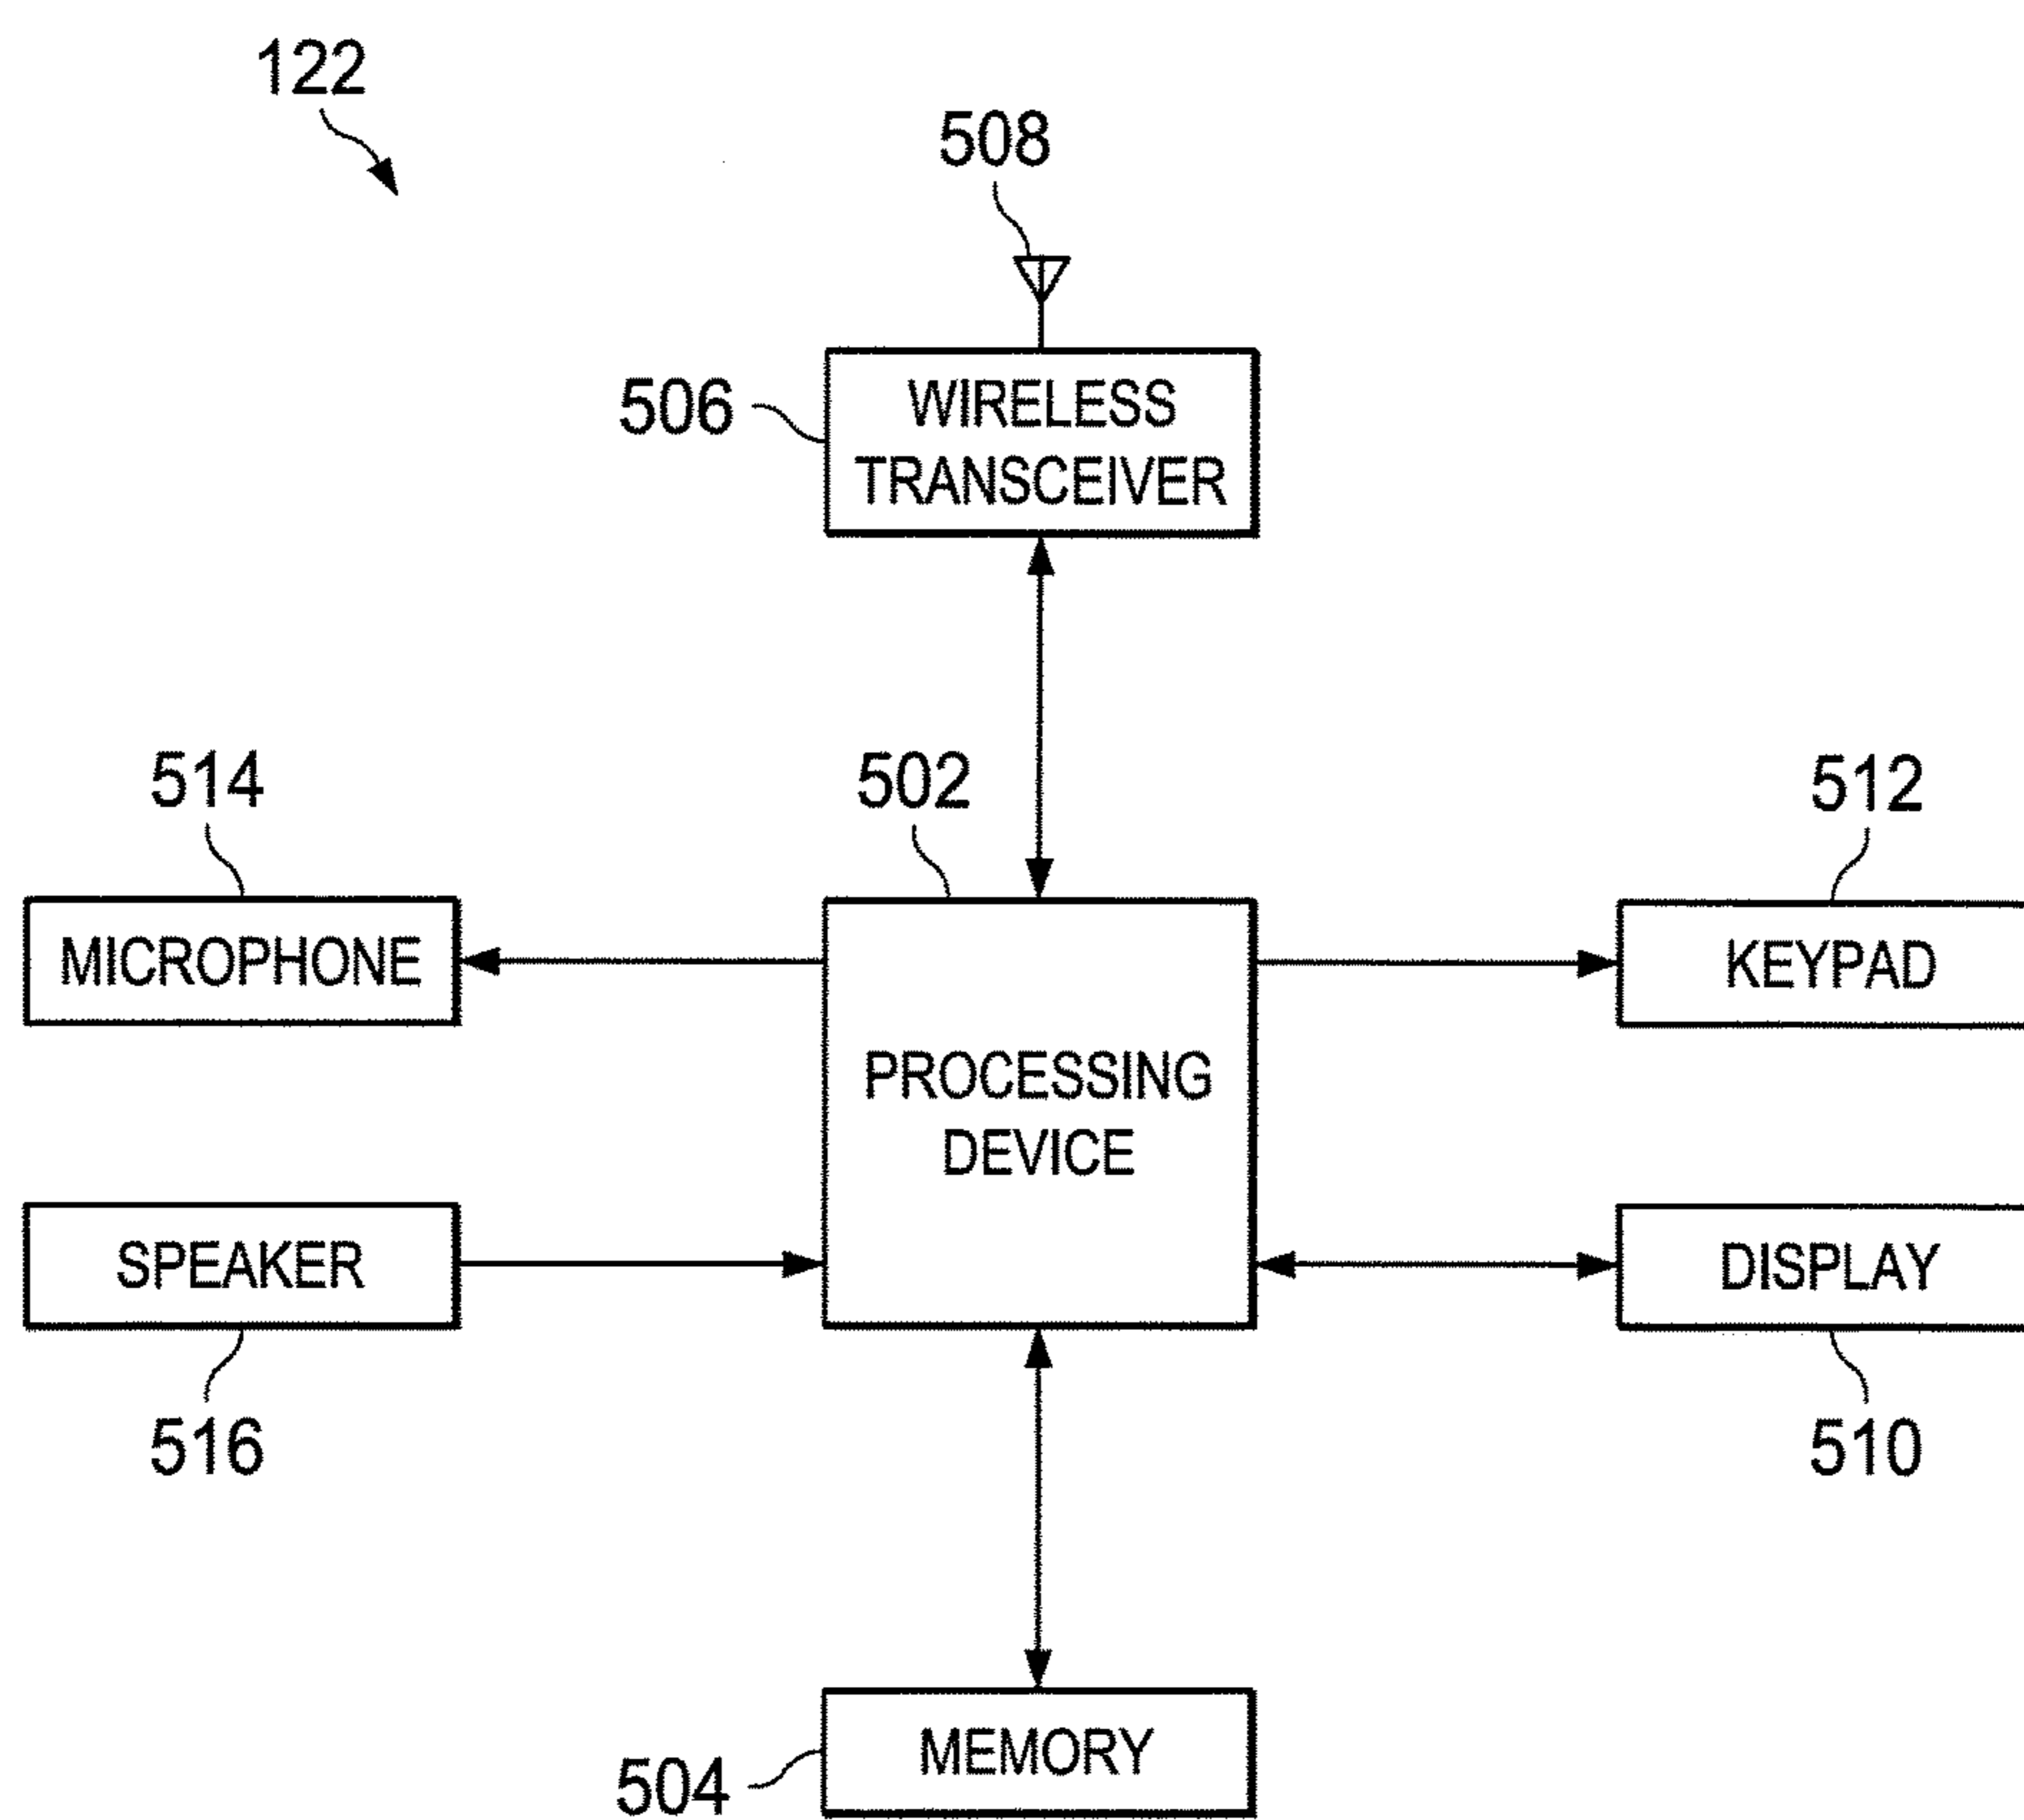 122
508
506
WIRELESS
TRANSCEIVER
514
502
512
MICROPHONE
KEYPAD
PROCESSING
DEVICE
SPEAKER
DISPLAY
516
510
MEMORY
504